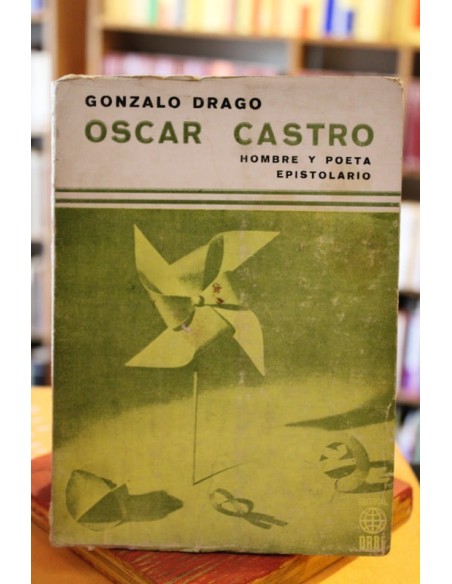 GONZALO DRAGO
OSCAR CASTRO
HOMBRE Y POETA
EPISTOLARIO
ORBE